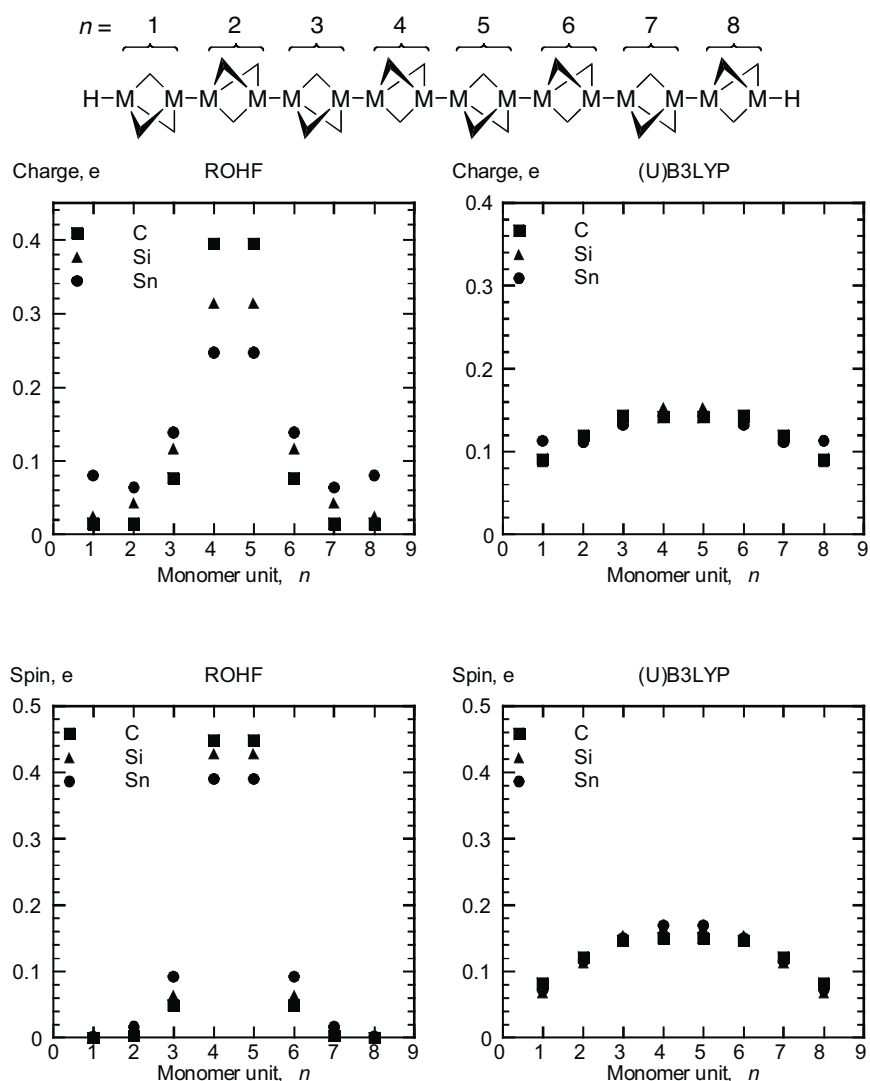 n = 1 2 3 4 5 6 7 8
H M M M M M M M M M M M M M M M M H
Charge, e ROHF
0.4
0.3
0.2
0.1
0
C
Si
Sn
0 1 2 3 4 5 6 7 8 9
Monomer unit, n
Charge, e (U)B3LYP
0.4
0.3
0.2
0.1
0
C
Si
Sn
0 1 2 3 4 5 6 7 8 9
Monomer unit, n
Spin, e ROHF
0.5
0.4
0.3
0.2
0.1
0
C
Si
Sn
0 1 2 3 4 5 6 7 8 9
Monomer unit, n
Spin, e (U)B3LYP
0.5
0.4
0.3
0.2
0.1
0
C
Si
Sn
0 1 2 3 4 5 6 7 8 9
Monomer unit, n